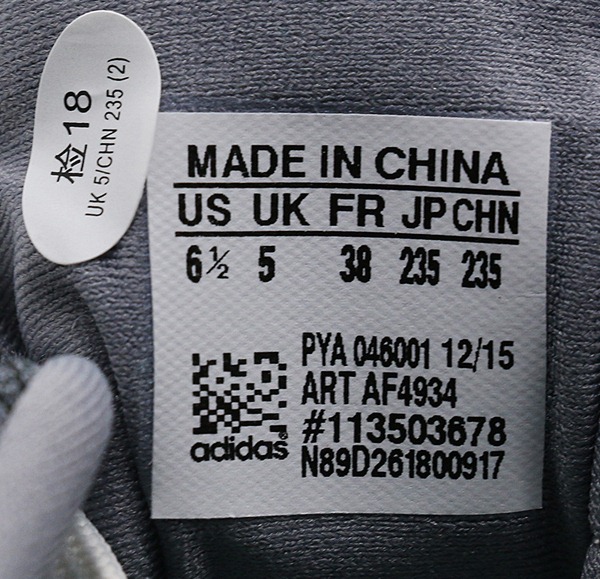 检18
UK 5/CHN 235 (2)
MADE IN CHINA
US UK FR JP CHN
6½ 5 38 235 235
PYA 046001 12/15
ART AF4934
#113503678
N89D261800917
adidas®